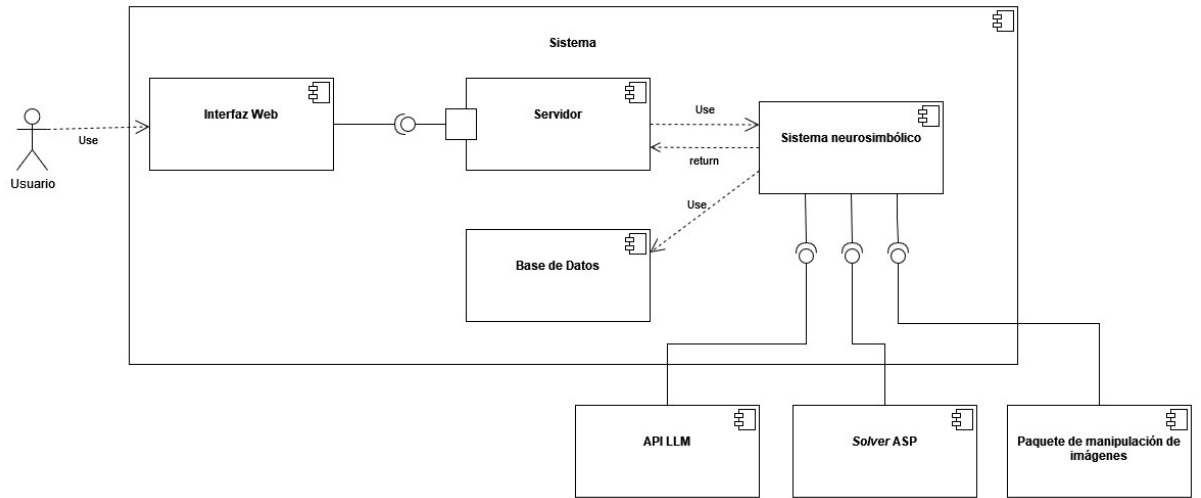 Sistema
Interfaz Web
Servidor
Use
Sistema neurosimbólico
Use
return
Usuario
Use
Base de Datos
API LLM
Solver ASP
Paquete de manipulación de
imágenes